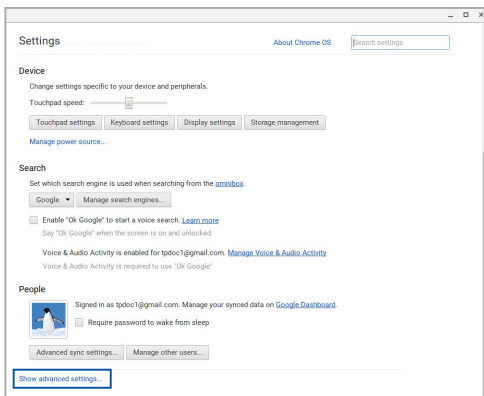 Settings
About Chrome OS
Search settings
Device
Change settings specific to your device and peripherals.
Touchpad speed:
Touchpad settings Keyboard settings Display settings Storage management
Manage power source...
Search
Set which search engine is used when searching from the omnibox.
Google Manage search engines...
Enable "Ok Google" to start a voice search. Learn more
Say "Ok Google" when the screen is on and unlocked.
Voice & Audio Activity is enabled for tpdoc1@gmail.com. Manage Voice & Audio Activity
Voice & Audio Activity is required to use "Ok Google"
People
Signed in as tpdoc1@gmail.com. Manage your synced data on Google Dashboard.
Require password to wake from sleep
Advanced sync settings... Manage other users...
Show advanced settings...